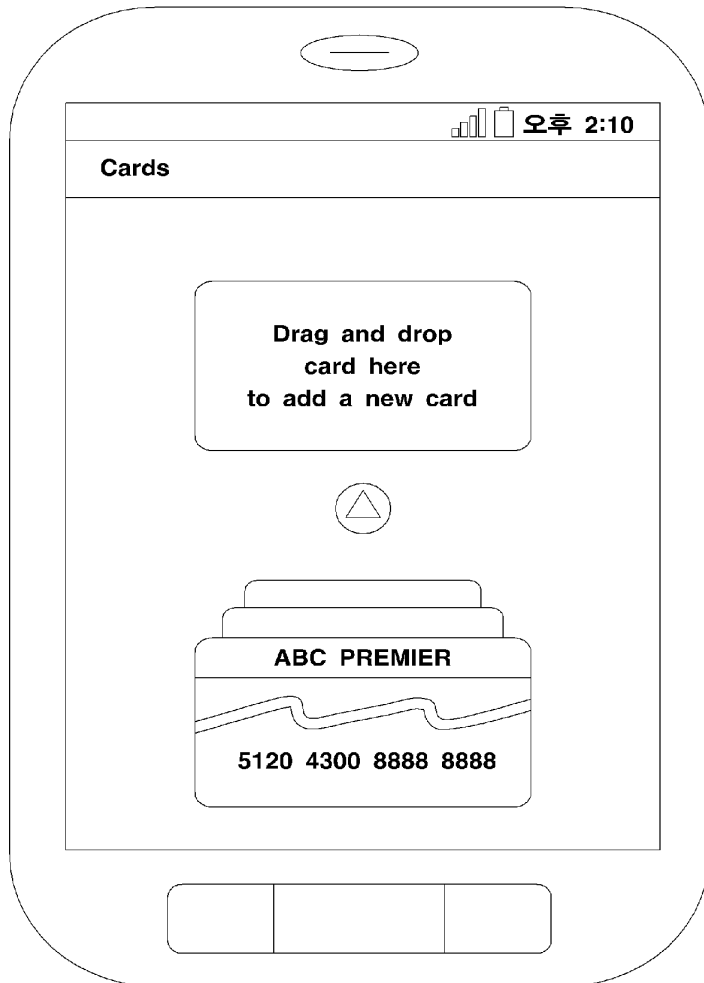 오후 2:10
Cards
Drag and drop
card here
to add a new card
ABC PREMIER
5120 4300 8888 8888